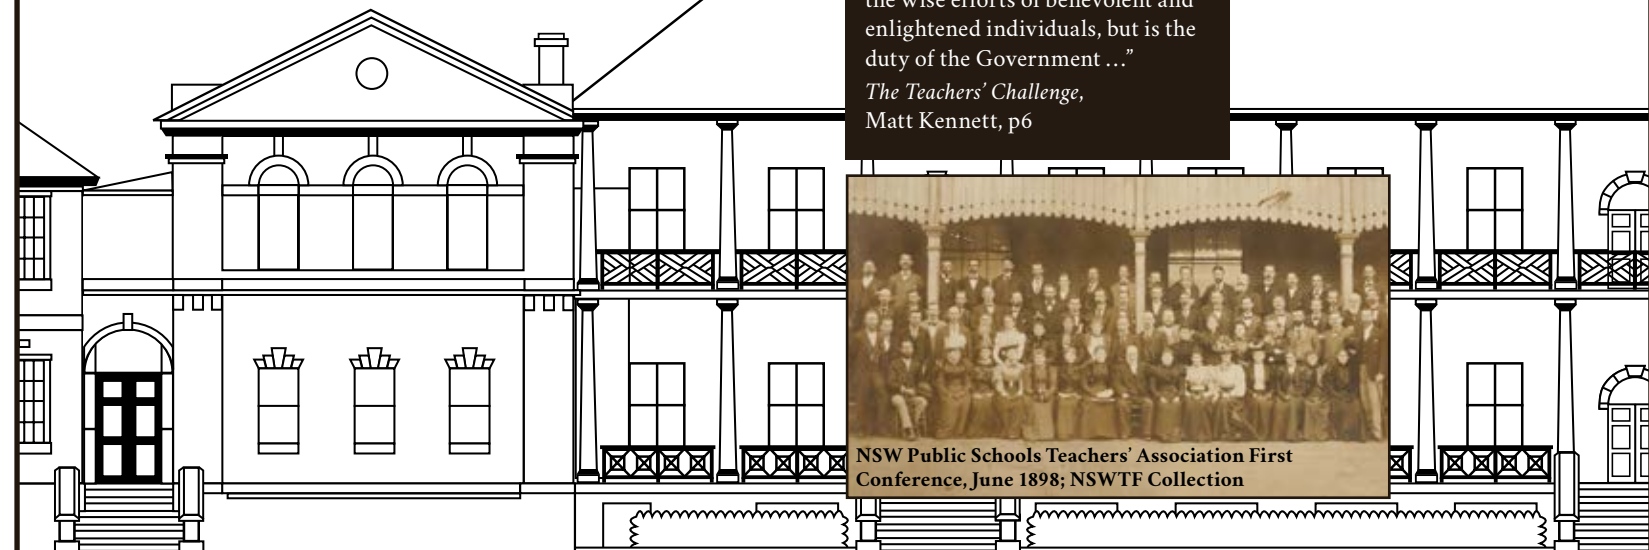 the wise efforts of benevolent and
enlightened individuals, but is the
duty of the Government …”
The Teachers’ Challenge,
Matt Kennett, p6
NSW Public Schools Teachers’ Association First
Conference, June 1898; NSWTF Collection